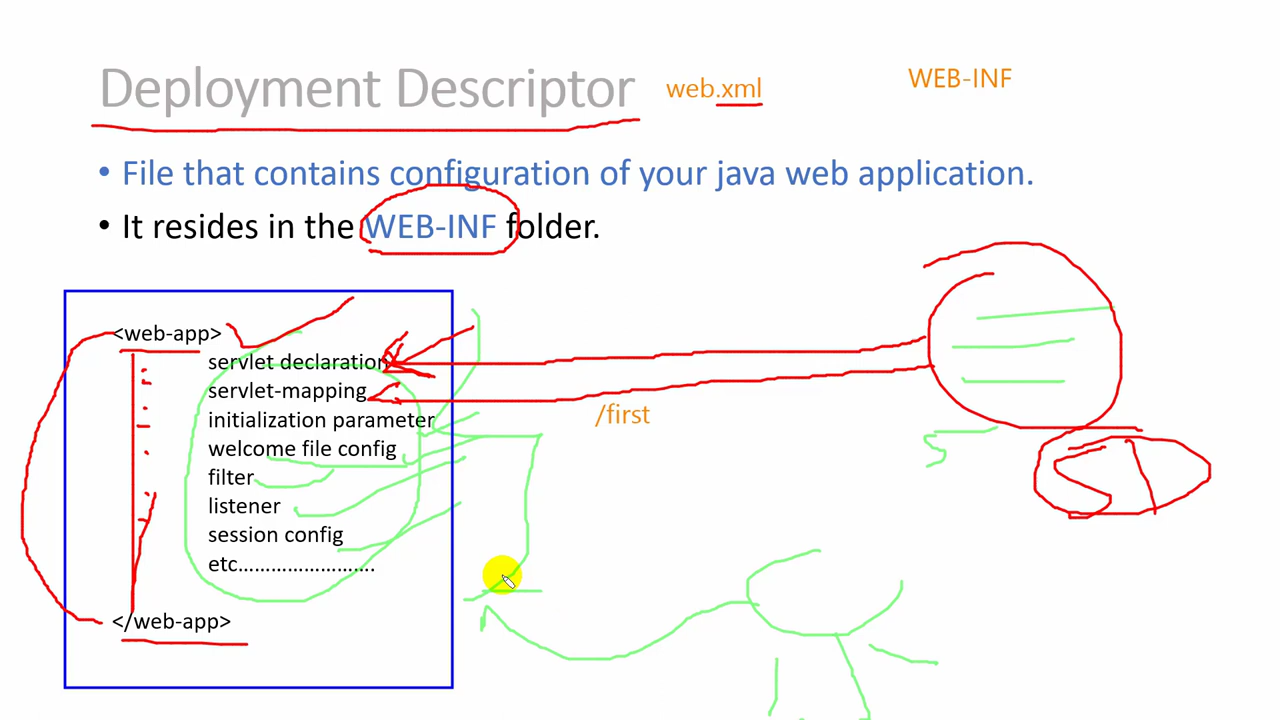 Deployment Descriptor web.xml WEB-INF
• File that contains configuration of your java web application.
• It resides in the WEB-INF folder.
<web-app>
servlet declaration
servlet-mapping
initialization parameter
/first
welcome file config
filter
listener
session config
etc…………………….
</web-app>